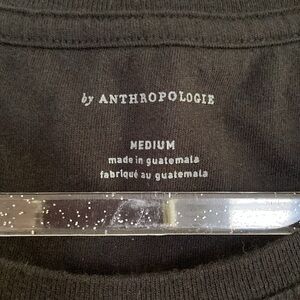 by ANTHROPOLOGIE
MEDIUM
made in guatemala
fabriqué au guatemala